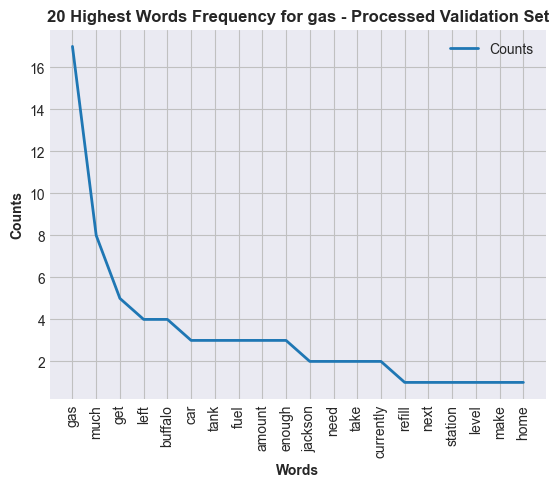 20 Highest Words Frequency for gas - Processed Validation Set
Counts
16
14
12
10
8
6
4
2
Counts
gas
much
get
left
buffalo
car
tank
fuel
amount
enough
jackson
need
take
currently
refill
next
station
level
make
home
Words